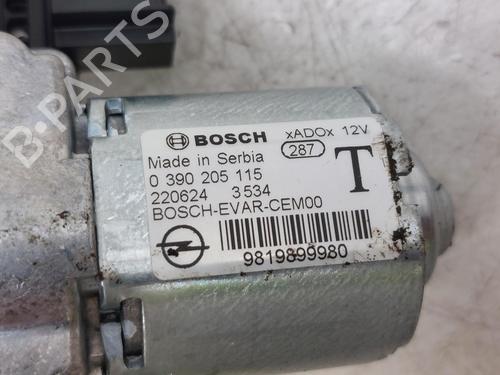 BOSCH xADOx 12V
Made in Serbia 287
0 390 205 115 T
220624 3534
BOSCH-EVAR-CEM00
9819899980
B-PARTS